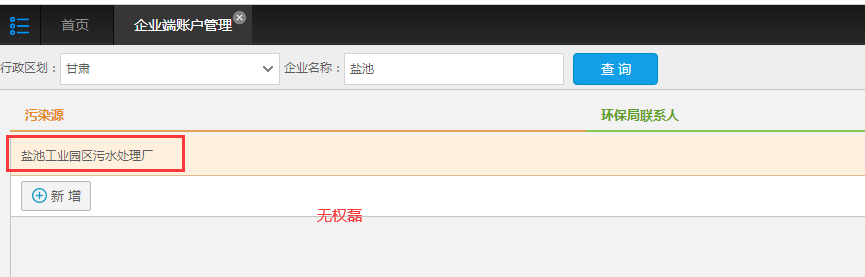 首页 企业端账户管理
行政区划： 甘肃 企业名称： 盐池 查 询
污染源 环保局联系人
盐池工业园区污水处理厂
新 增
无权磊